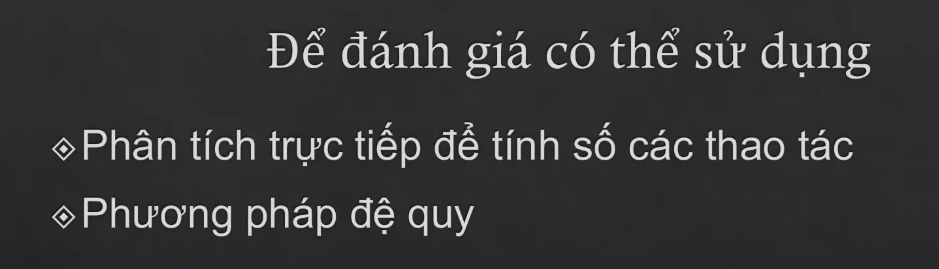 Để đánh giá có thể sử dụng
Phân tích trực tiếp để tính số các thao tác
Phương pháp đệ quy